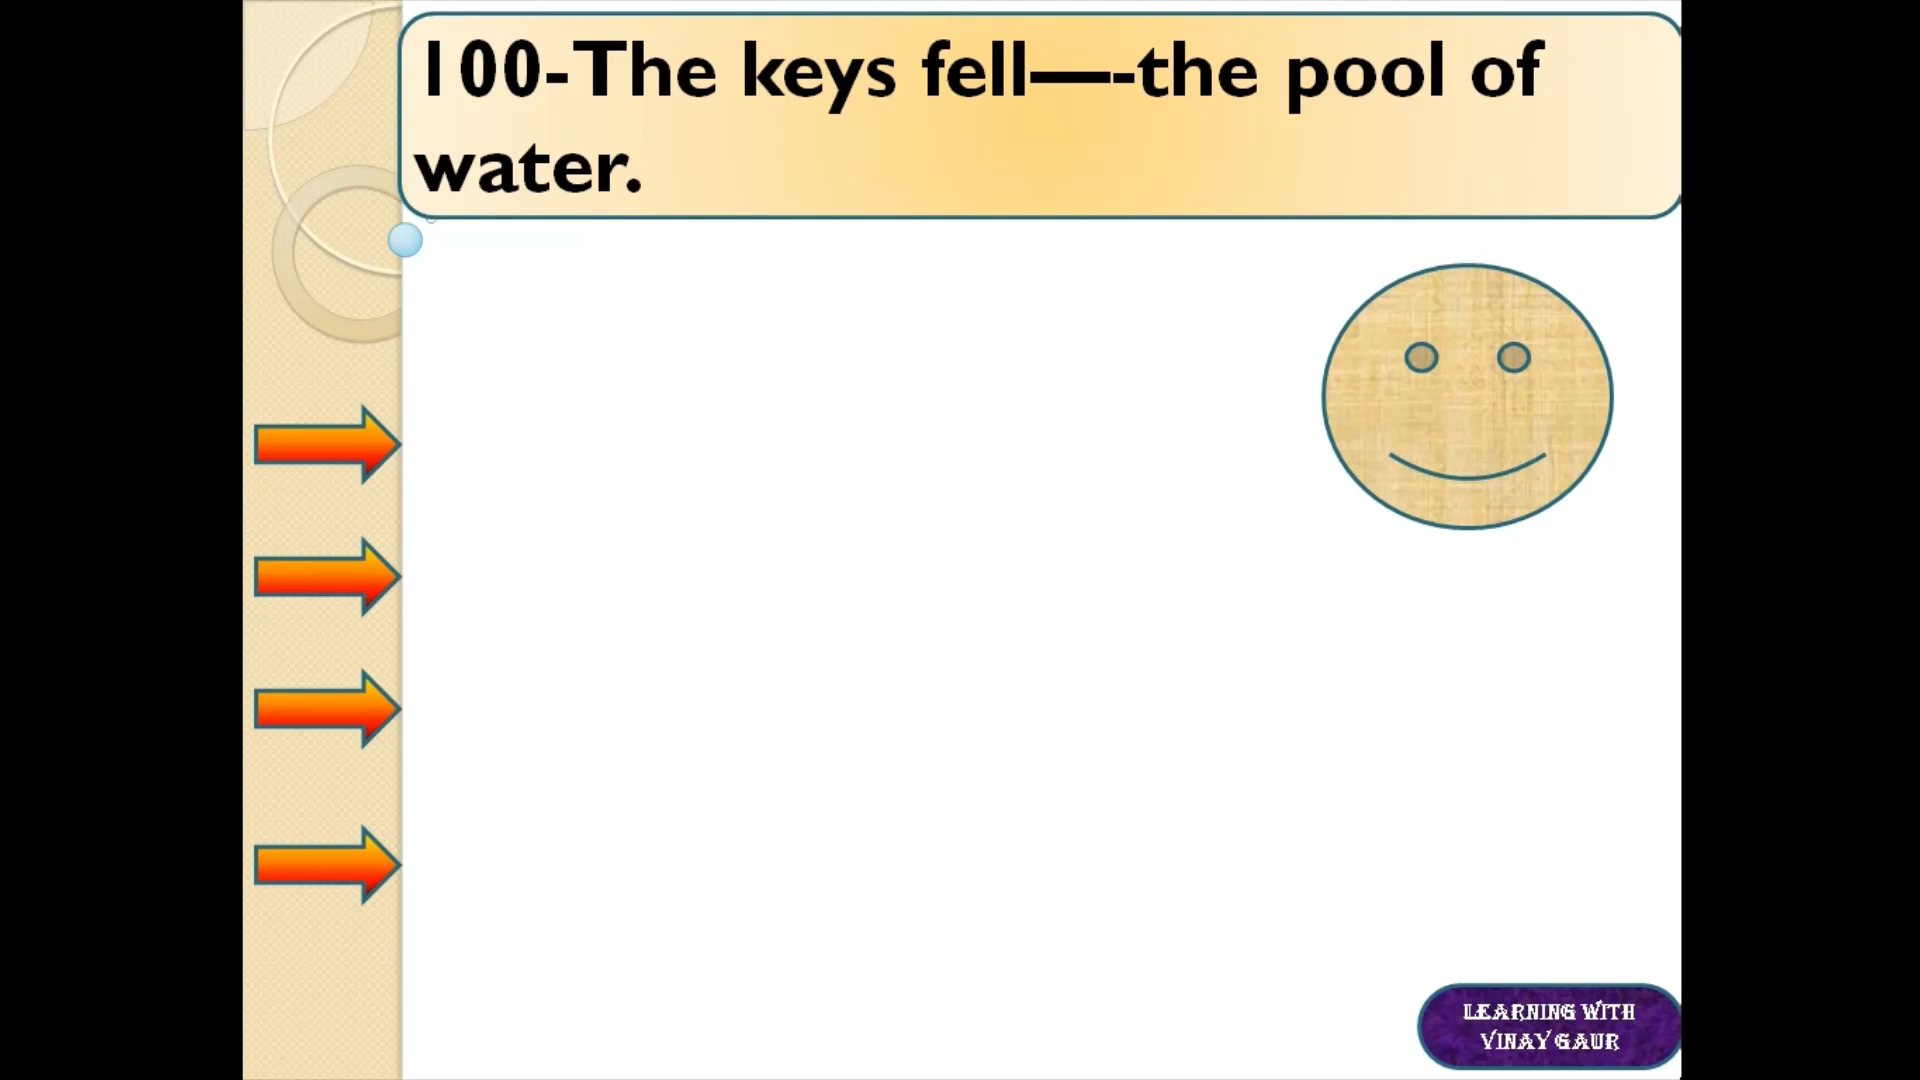 100-The keys fell—-the pool of
water.
LEARNING WITH
VINAY GAUR